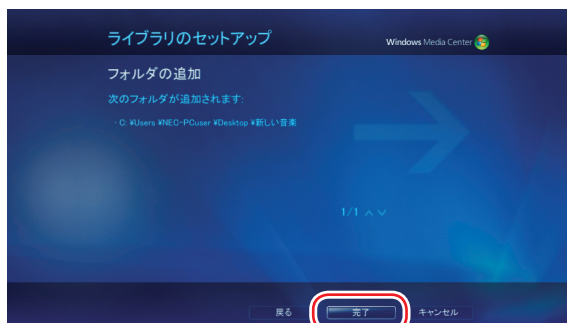 ライブラリのセットアップ
Windows Media Center
フォルダの追加
次のフォルダが追加されます:
・C: ¥Users ¥NEC-PCuser ¥Desktop ¥新しい音楽
1/1
戻る
完了
キャンセル